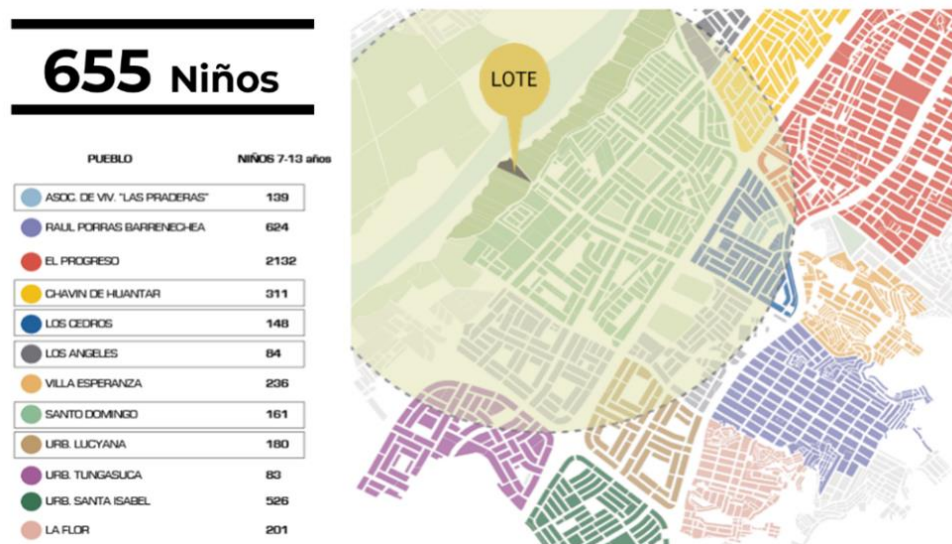 655 Niños
PUEBLO NIÑOS 7-13 años
ASOC. DE VIV. "LAS PRADERAS" 139
RAUL PORRAS BARRENECHEA 624
EL PROGRESO 2132
CHAVIN DE HUANTAR 311
LOS CEDROS 148
LOS ANGELES 84
VILLA ESPERANZA 236
SANTO DOMINGO 161
URB. LUCYANA 180
URB. TUNGASUCA 83
URB. SANTA ISABEL 526
LA FLOR 201
LOTE